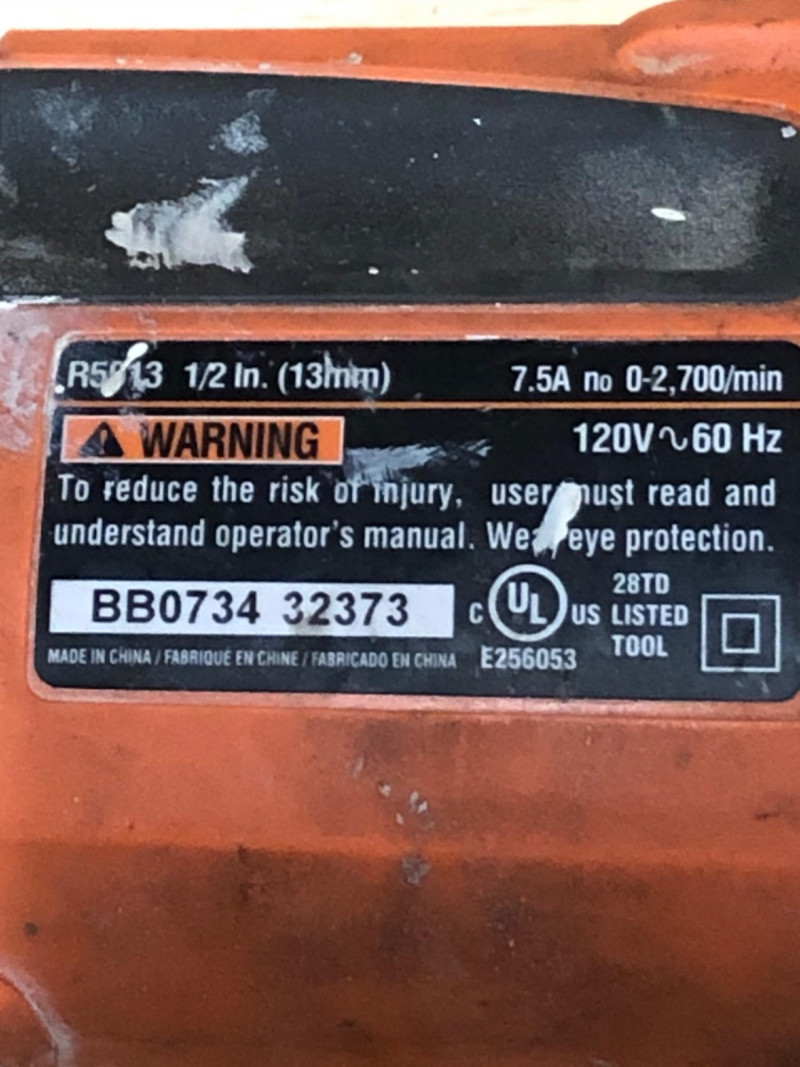 1/2 In. (13mm) 7.5A no 0-2,700/min
WARNING 120V~60 Hz
To reduce the risk of injury, user must read and
understand operator's manual. Wear eye protection.
BB0734 32373
C UL US
28TD
LISTED
TOOL
MADE IN CHINA / FABRIQUÉ EN CHINE / FABRICADO EN CHINA E256053